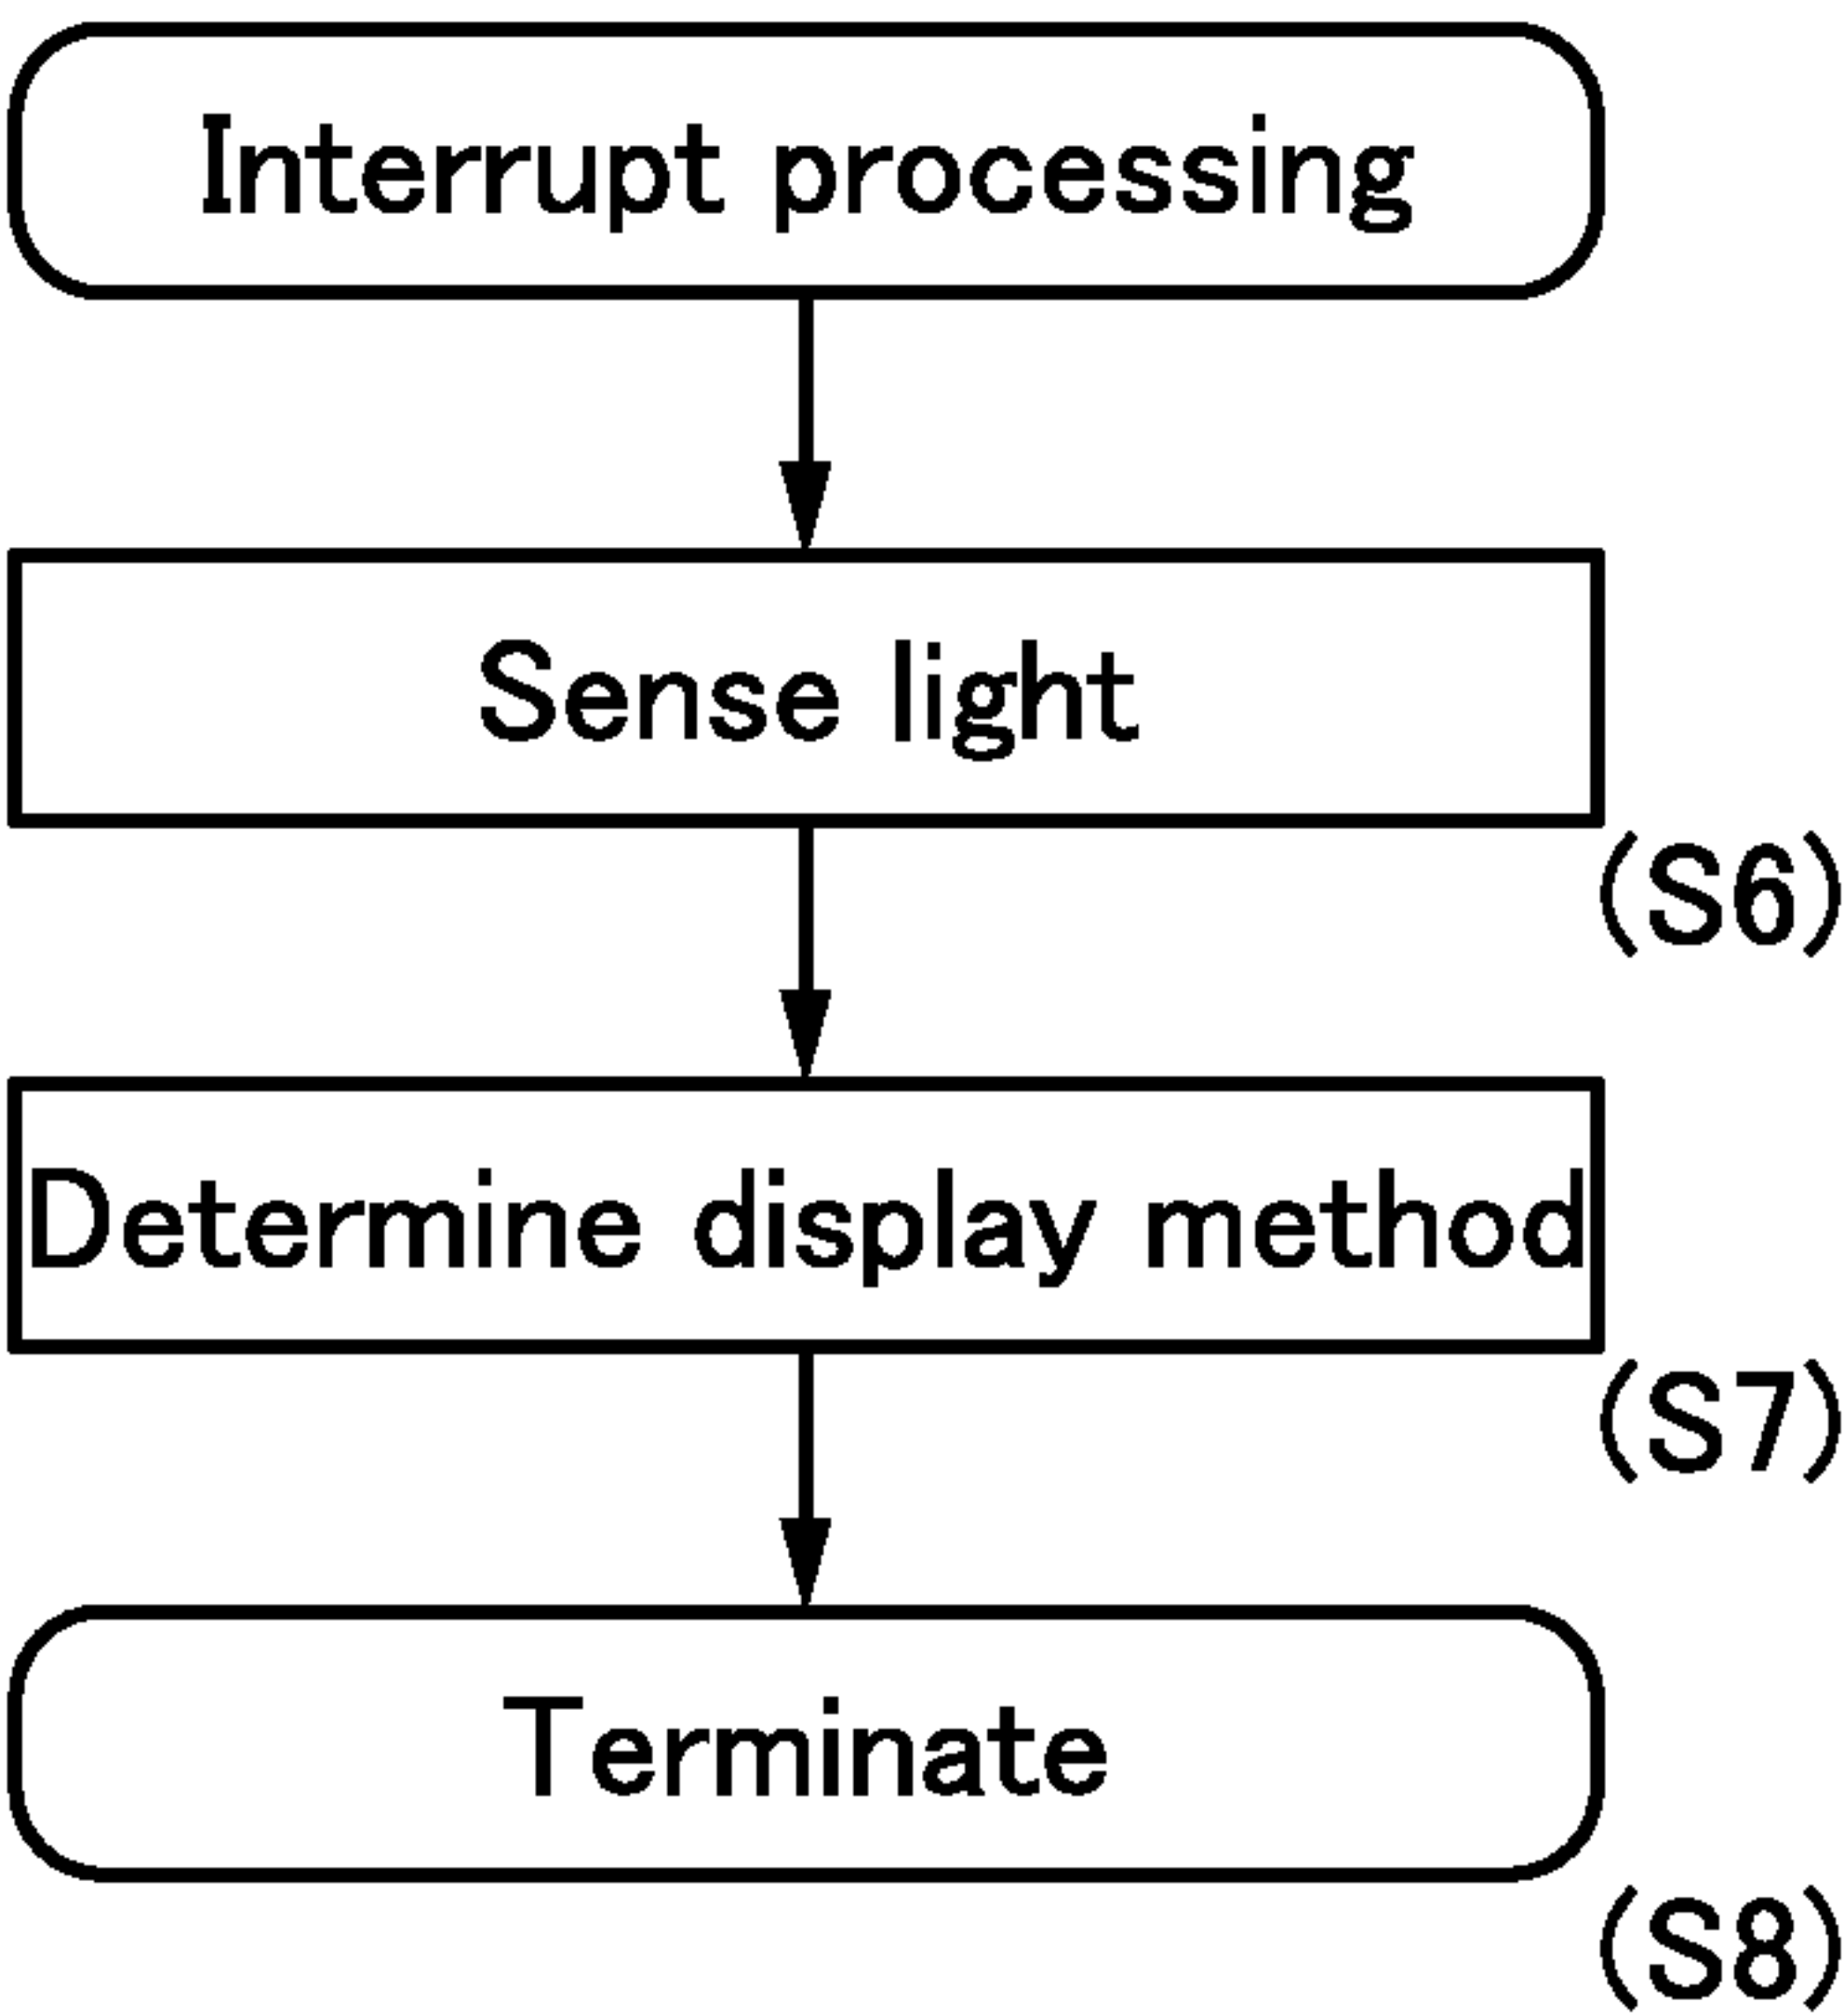 Interrupt processing
Sense light
(S6)
Determine display method
(S7)
Terminate
(S8)